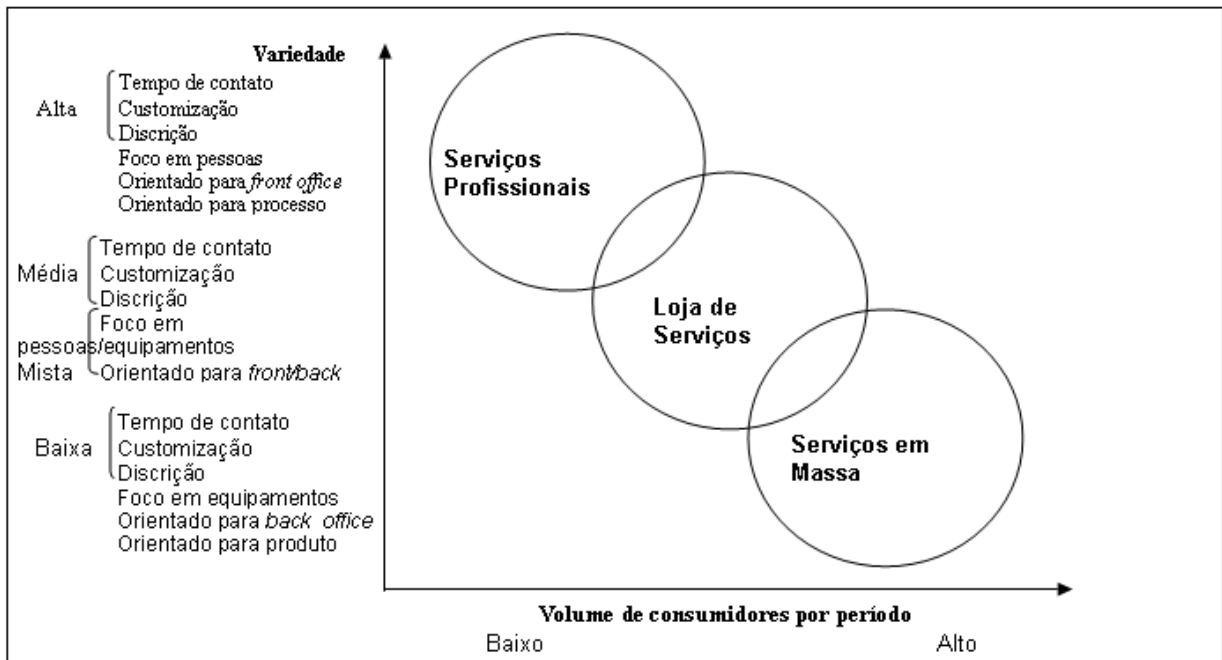 Variedade
Alta
Tempo de contato
Customização
Discrição
Foco em pessoas
Orientado para front office
Orientado para processo
Média
Tempo de contato
Customização
Discrição
Foco em
pessoas/equipamentos
Mista
Orientado para front/back
Baixa
Tempo de contato
Customização
Discrição
Foco em equipamentos
Orientado para back office
Orientado para produto
Serviços
Profissionais
Loja de
Serviços
Serviços em
Massa
Volume de consumidores por período
Baixo
Alto